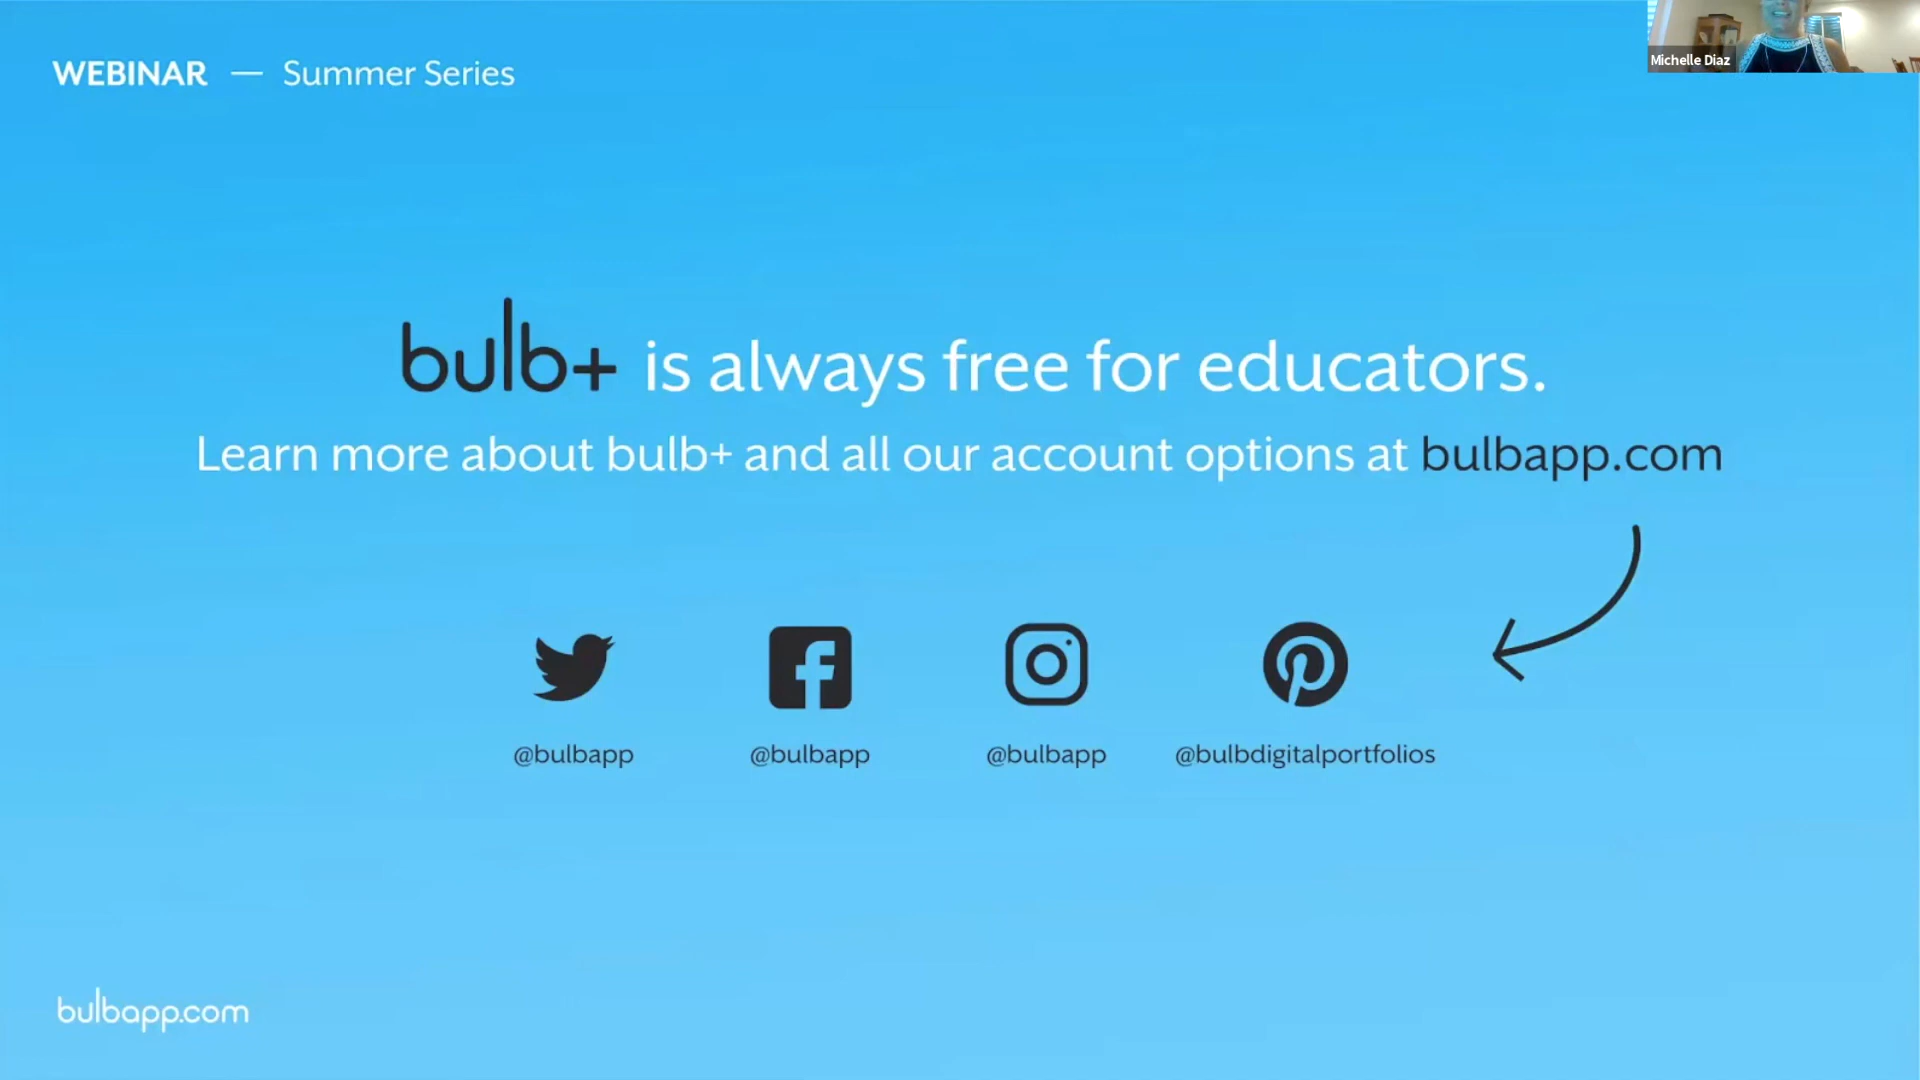 WEBINAR — Summer Series
Michelle Diaz
bulb+ is always free for educators.
Learn more about bulb+ and all our account options at bulbapp.com
@bulbapp
@bulbapp
@bulbapp
@bulbdigitalportfolios
bulbapp.com